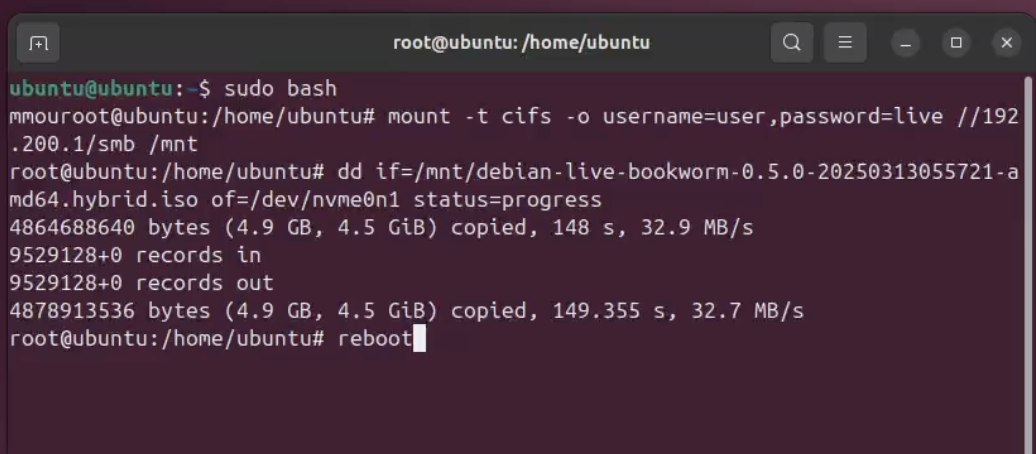 root@ubuntu: /home/ubuntu
ubuntu@ubuntu:~$ sudo bash
mmouroot@ubuntu:/home/ubuntu# mount -t cifs -o username=user,password=live //192
.200.1/smb /mnt
root@ubuntu:/home/ubuntu# dd if=/mnt/debian-live-bookworm-0.5.0-20250313055721-a
md64.hybrid.iso of=/dev/nvme0n1 status=progress
4864688640 bytes (4.9 GB, 4.5 GiB) copied, 148 s, 32.9 MB/s
9529128+0 records in
9529128+0 records out
4878913536 bytes (4.9 GB, 4.5 GiB) copied, 149.355 s, 32.7 MB/s
root@ubuntu:/home/ubuntu# reboot